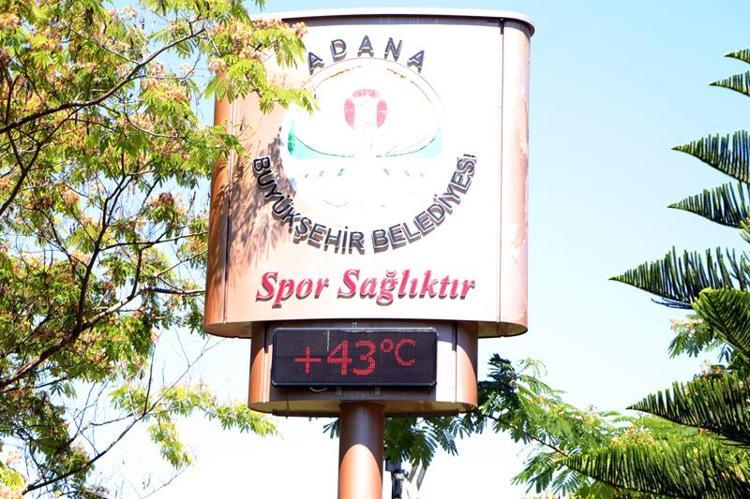 ADANA
BÜYÜKŞEHİR BELEDİYESİ
Spor Sağlıktır
+43°C